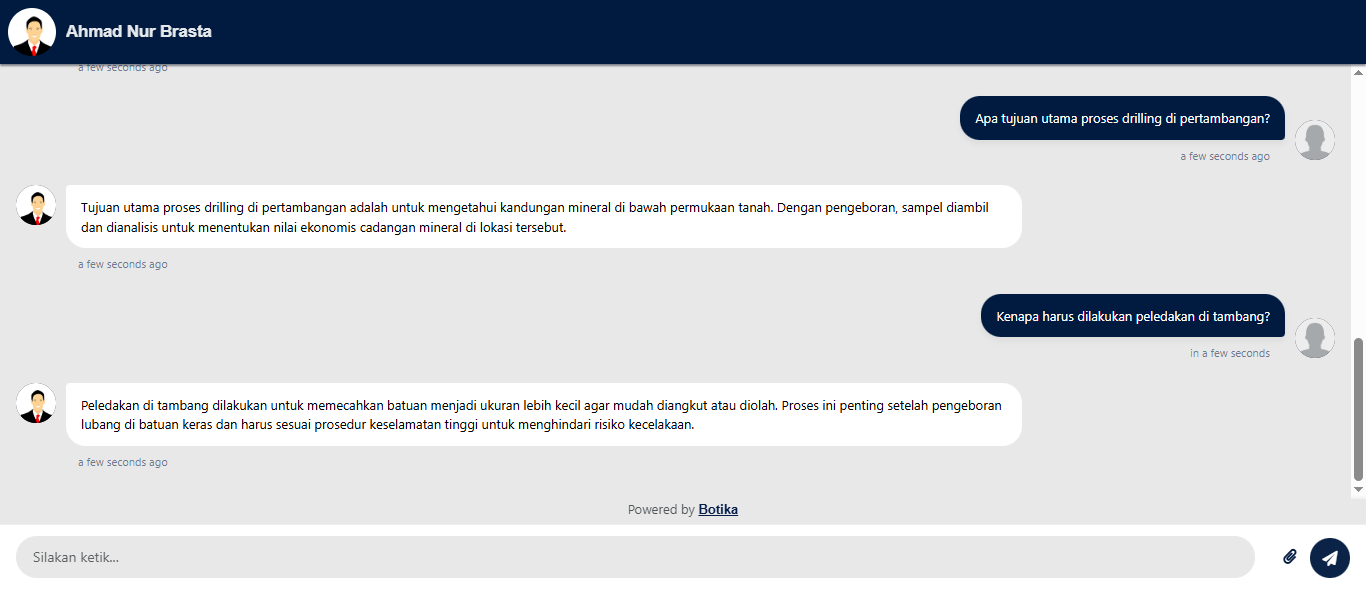 Ahmad Nur Brasta
a few seconds ago
Apa tujuan utama proses drilling di pertambangan?
a few seconds ago
Tujuan utama proses drilling di pertambangan adalah untuk mengetahui kandungan mineral di bawah permukaan tanah. Dengan pengeboran, sampel diambil
dan dianalisis untuk menentukan nilai ekonomis cadangan mineral di lokasi tersebut.
a few seconds ago
Kenapa harus dilakukan peledakan di tambang?
in a few seconds
Peledakan di tambang dilakukan untuk memecahkan batuan menjadi ukuran lebih kecil agar mudah diangkut atau diolah. Proses ini penting setelah pengeboran
lubang di batuan keras dan harus sesuai prosedur keselamatan tinggi untuk menghindari risiko kecelakaan.
a few seconds ago
Powered by Botika
Silakan ketik...